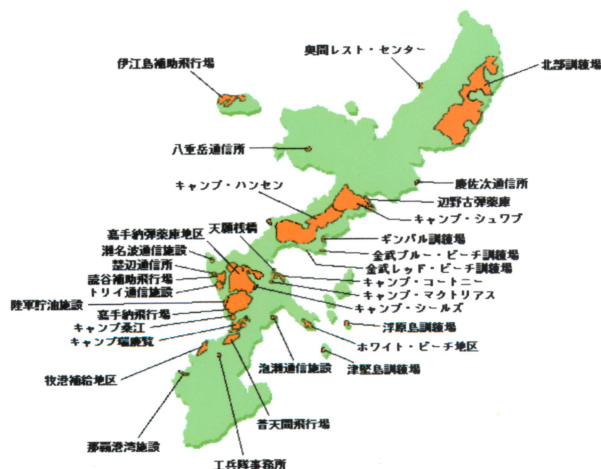 奥間レスト・センター
伊江島補助飛行場
北部訓練場
八重岳通信所
慶佐次通信所
キャンプ・ハンセン
辺野古弾薬庫
キャンプ・シュワブ
天願桟橋
嘉手納弾薬庫地区
ギンバル訓練場
瀬名波通信施設
金武ブルー・ビーチ訓練場
楚辺通信所
金武レッド・ビーチ訓練場
読谷補助飛行場
キャンプ・コートニー
トリイ通信施設
キャンプ・マクトリアス
陸軍貯油施設
キャンプ・シールズ
嘉手納飛行場
浮原島訓練場
キャンプ桑江
ホワイト・ビーチ地区
キャンプ瑞慶覧
泡瀬通信施設
津堅島訓練場
牧港補給地区
普天間飛行場
那覇港湾施設
工兵隊事務所